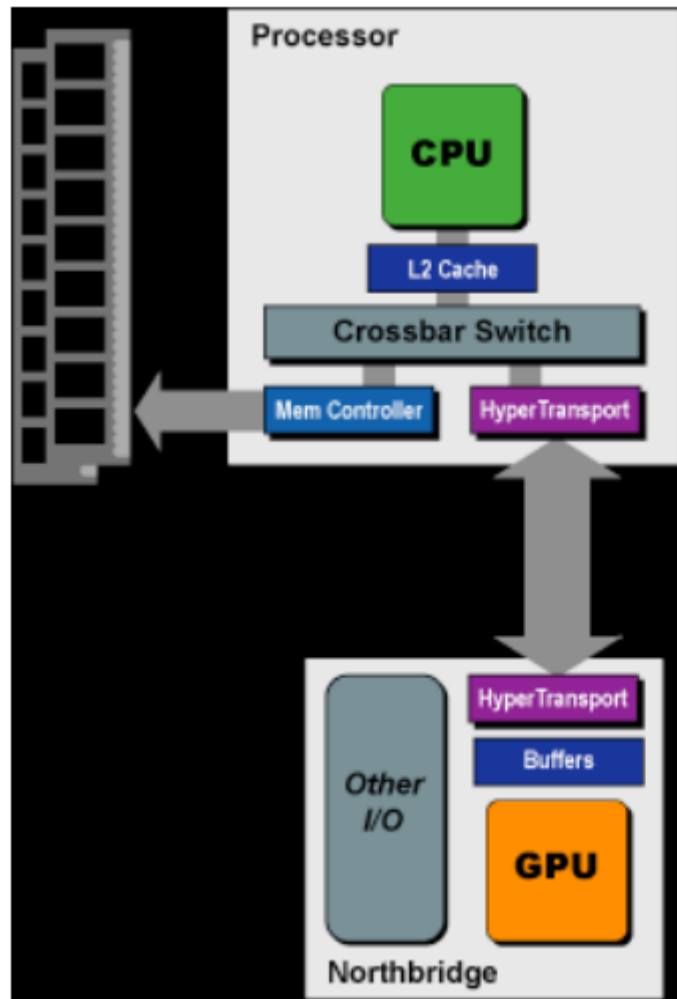 Processor
CPU
L2 Cache
Crossbar Switch
Mem Controller
HyperTransport
HyperTransport
Buffers
Other
I/O
GPU
Northbridge